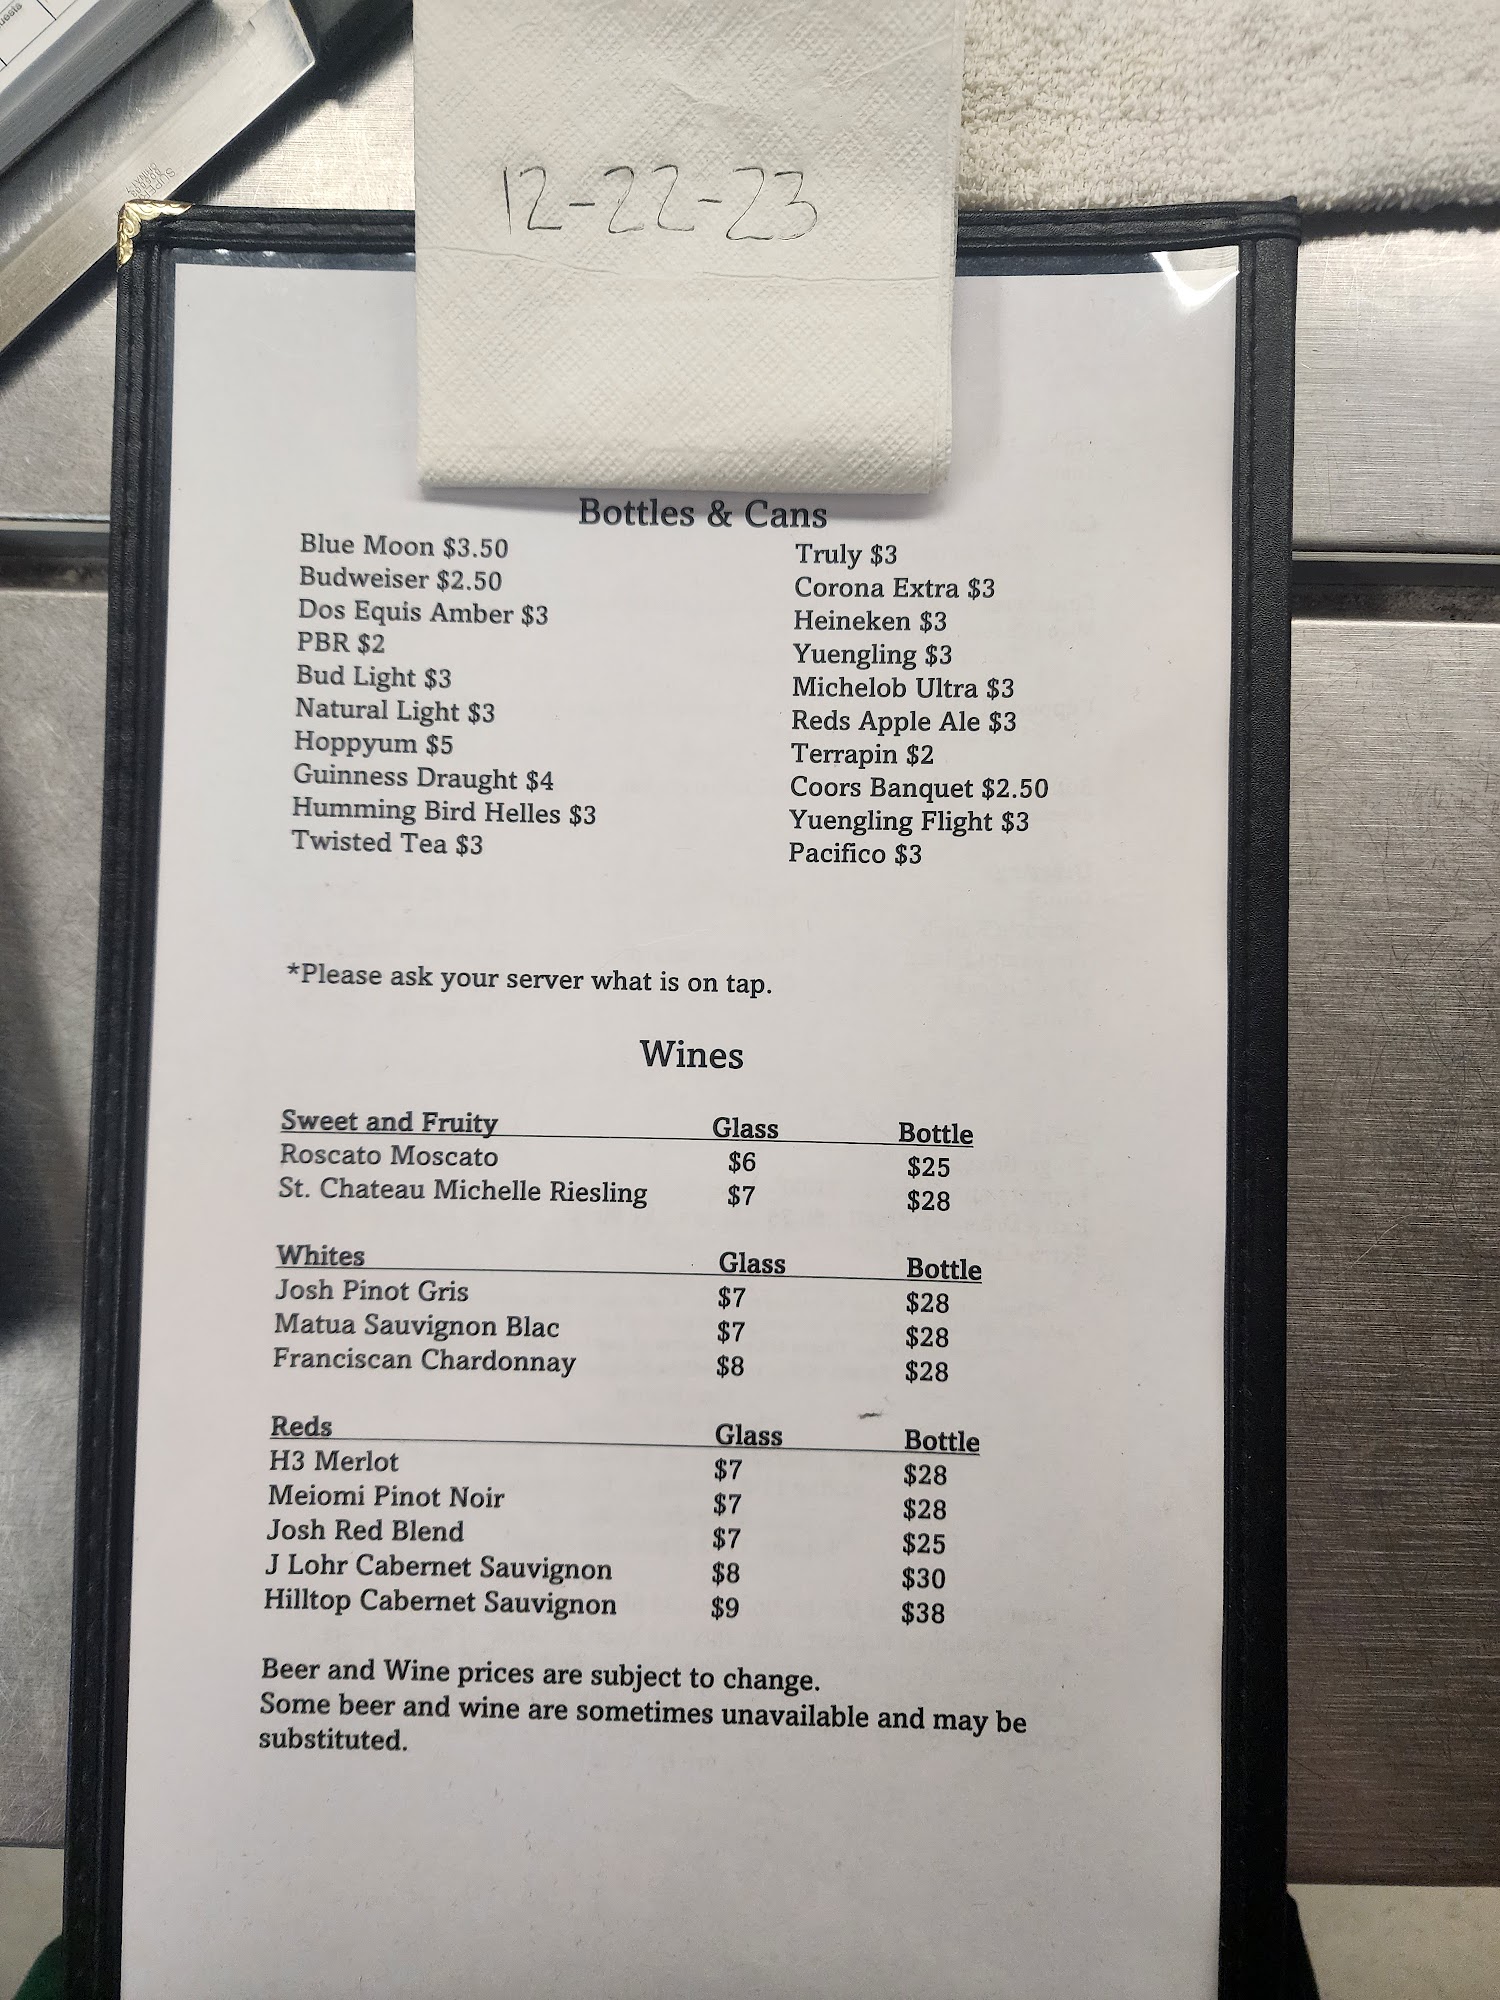 12-22-23
Bottles & Cans
Blue Moon $3.50
Budweiser $2.50
Dos Equis Amber $3
PBR $2
Bud Light $3
Natural Light $3
Hoppyum $5
Guinness Draught $4
Humming Bird Helles $3
Twisted Tea $3
Truly $3
Corona Extra $3
Heineken $3
Yuengling $3
Michelob Ultra $3
Reds Apple Ale $3
Terrapin $2
Coors Banquet $2.50
Yuengling Flight $3
Pacifico $3
*Please ask your server what is on tap.
Wines
Sweet and Fruity Glass Bottle
Roscato Moscato $6 $25
St. Chateau Michelle Riesling $7 $28
Whites Glass Bottle
Josh Pinot Gris $7 $28
Matua Sauvignon Blac $7 $28
Franciscan Chardonnay $8 $28
Reds Glass Bottle
H3 Merlot $7 $28
Meiomi Pinot Noir $7 $28
Josh Red Blend $7 $25
J Lohr Cabernet Sauvignon $8 $30
Hilltop Cabernet Sauvignon $9 $38
Beer and Wine prices are subject to change.
Some beer and wine are sometimes unavailable and may be
substituted.